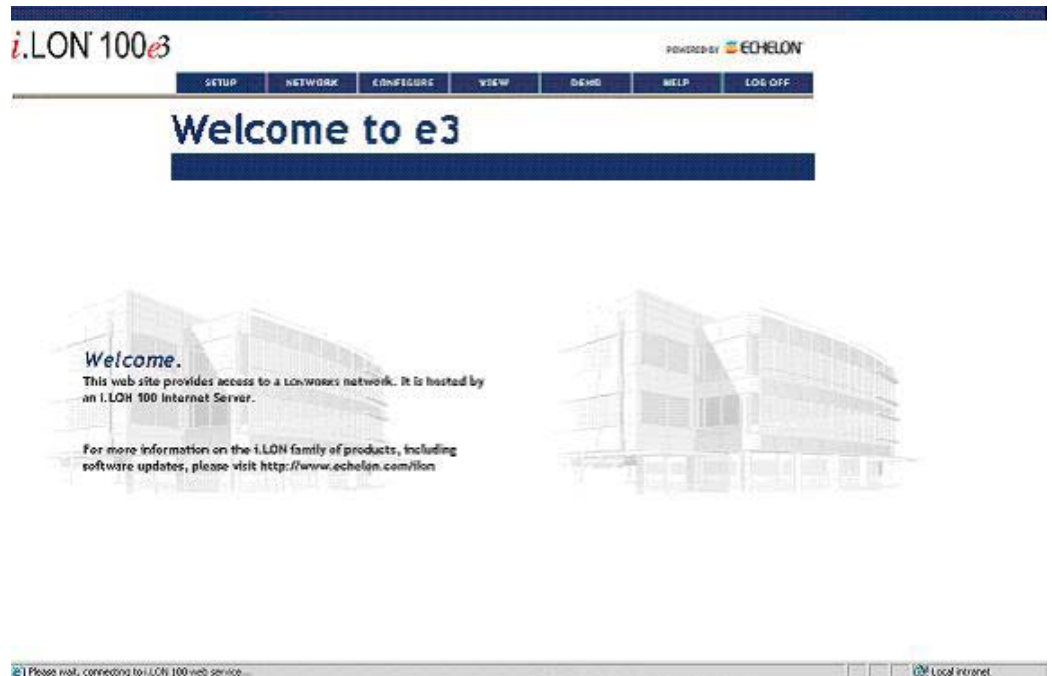 i.LON 100e3
POWERED BY ECHELON
SETUP NETWORK CONFIGURE VIEW DEMO HELP LOG OFF
Welcome to e3
Welcome.
This web site provides access to a LONWORKS network. It is hosted by
an i.LON 100 Internet Server.
For more information on the i.LON family of products, including
software updates, please visit http://www.echelon.com/ilon
Please wait, connecting to i.LON 100 web service...
Local intranet